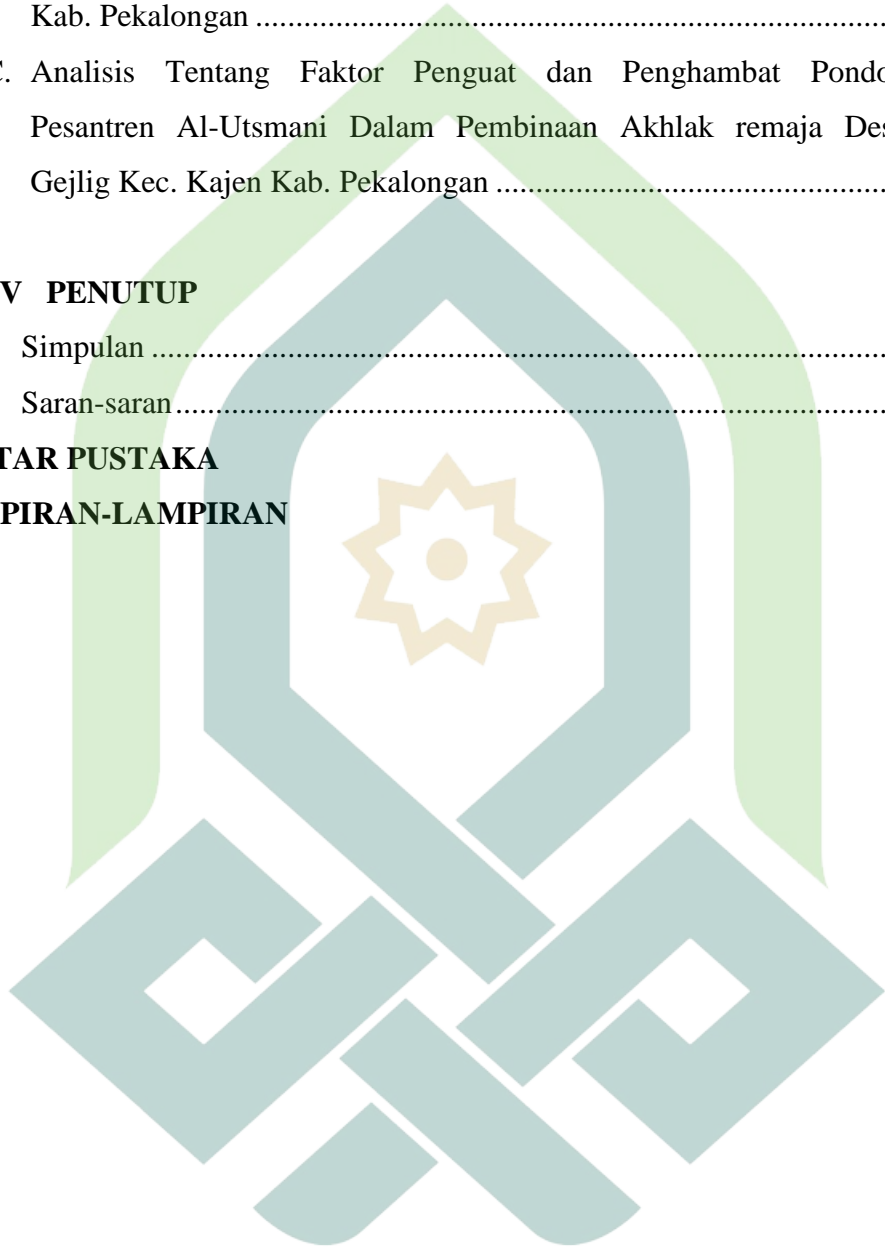 Kab. Pekalongan ................................................................................
C. Analisis Tentang Faktor Penguat dan Penghambat Pondo
Pesantren Al-Utsmani Dalam Pembinaan Akhlak remaja Des
Gejlig Kec. Kajen Kab. Pekalongan ..................................................
V PENUTUP
Simpulan ..............................................................................................
Saran-saran...........................................................................................
TAR PUSTAKA
PIRAN-LAMPIRAN